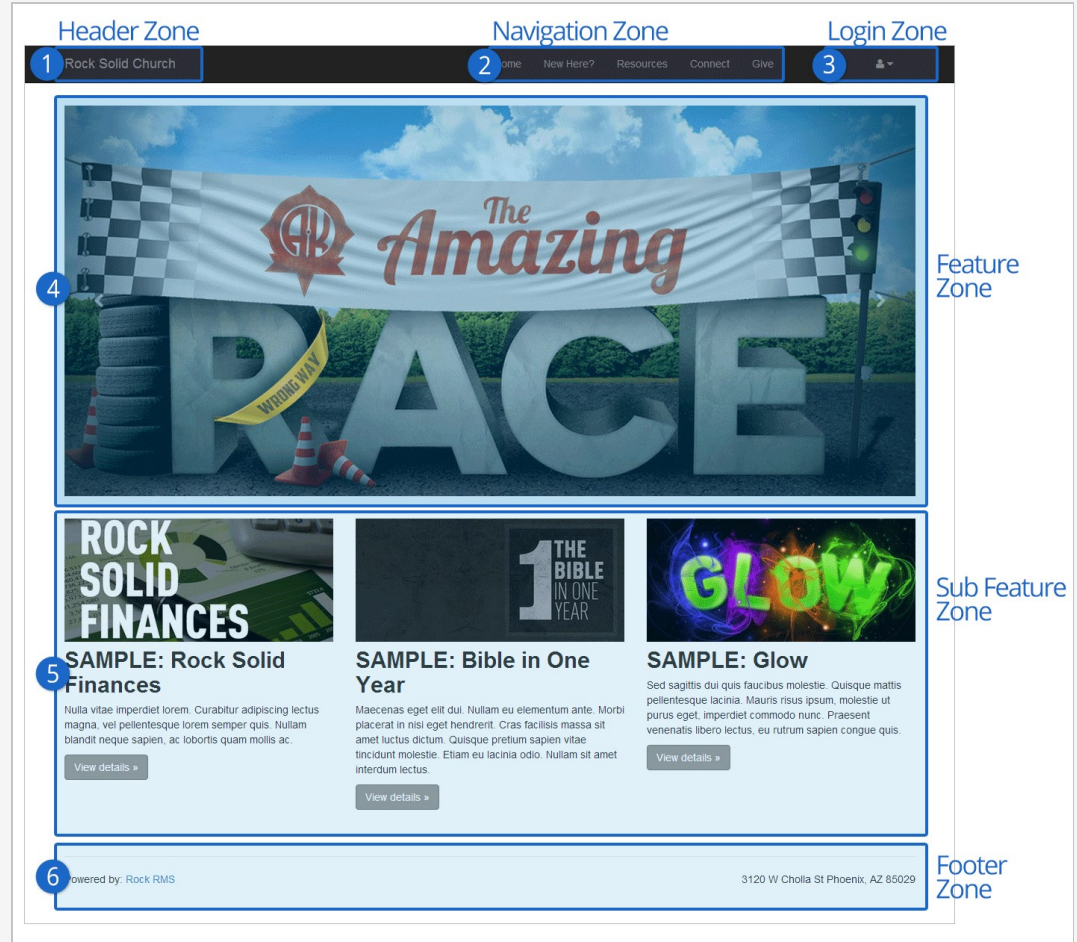 Header Zone
Navigation Zone
Login Zone
1
Rock Solid Church
2
ome
New Here?
Resources
Connect
Give
3
AK
The
Amazing
RACE
WRONG WAY
4
Feature
Zone
ROCK
SOLID
FINANCES
1 THE
BIBLE
IN ONE
YEAR
GLOW
Sub Feature
Zone
5
SAMPLE: Rock Solid
Finances
Nulla vitae imperdiet lorem. Curabitur adipiscing lectus
magna, vel pellentesque lorem semper quis. Nullam
blandit neque sapien, ac lobortis quam mollis ac.
View details »
SAMPLE: Bible in One
Year
Maecenas eget elit dui. Nullam eu elementum ante. Morbi
placerat in nisi eget hendrerit. Cras facilisis massa sit
amet luctus dictum. Quisque pretium sapien vitae
tincidunt molestie. Etiam eu lacinia odio. Nullam sit amet
interdum lectus.
View details »
SAMPLE: Glow
Sed sagittis dui quis faucibus molestie. Quisque mattis
pellentesque lacinia. Mauris risus ipsum, molestie ut
purus eget, imperdiet commodo nunc. Praesent
venenatis libero lectus, eu rutrum sapien congue quis.
View details »
6
owered by: Rock RMS
3120 W Cholla St Phoenix, AZ 85029
Footer
Zone